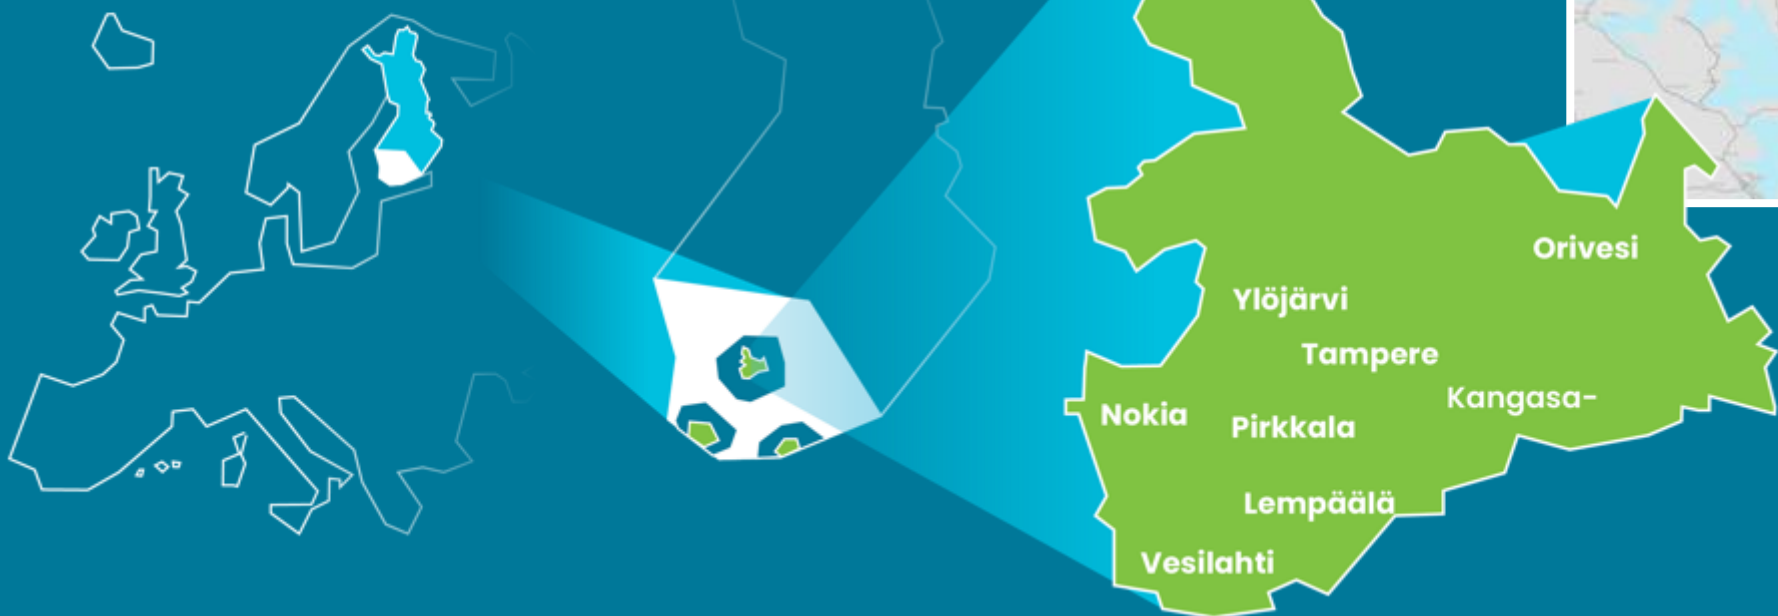 Orivesi
Ylöjärvi
Tampere
Kangasa-
Nokia
Pirkkala
Lempäälä
Vesilahti